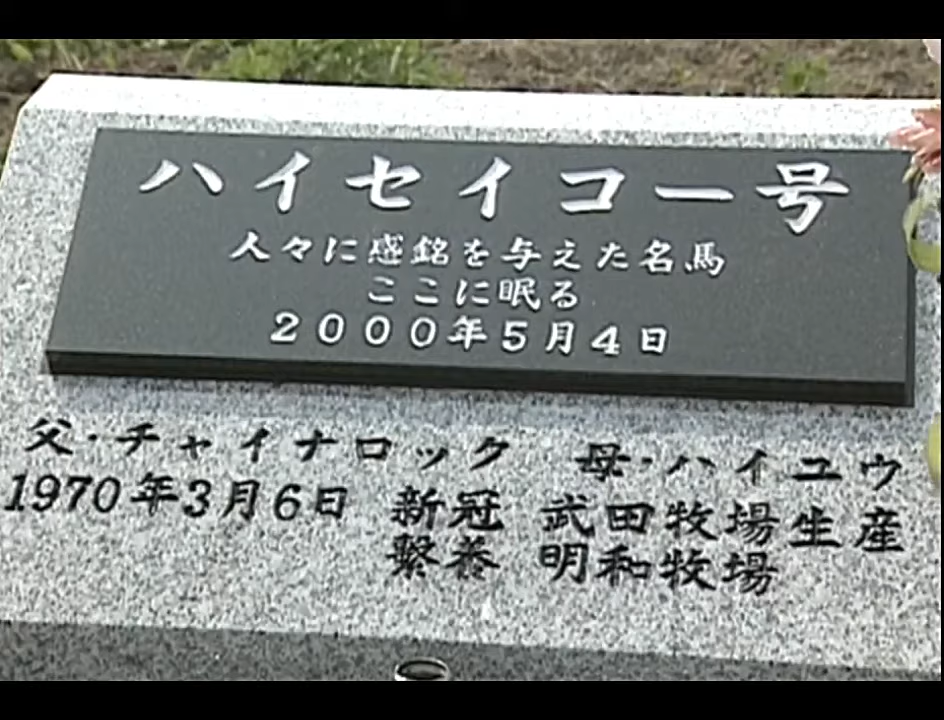 ハイセイコー号
人々に感銘を与えた名馬
ここに眠る
2000年5月4日
父・チャイナロック 母・ハイユウ
1970年3月6日 新冠 武田牧場生産
繋養 明和牧場